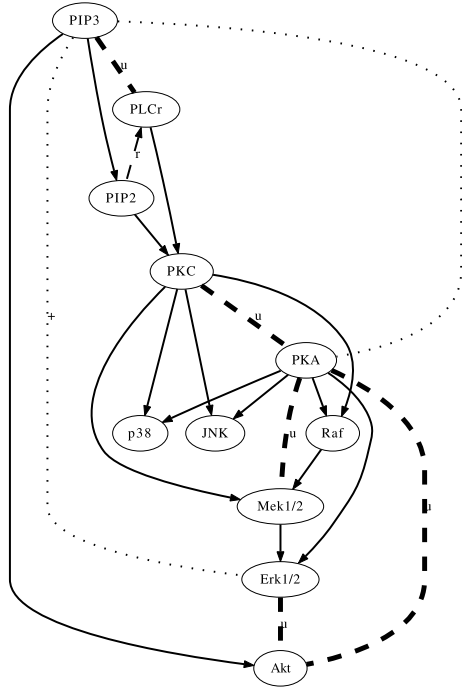 PIP3
u
PLCr
r
PIP2
PKC
+
u
PKA
p38
JNK
u
Raf
Mek1/2
u
Erk1/2
u
Akt